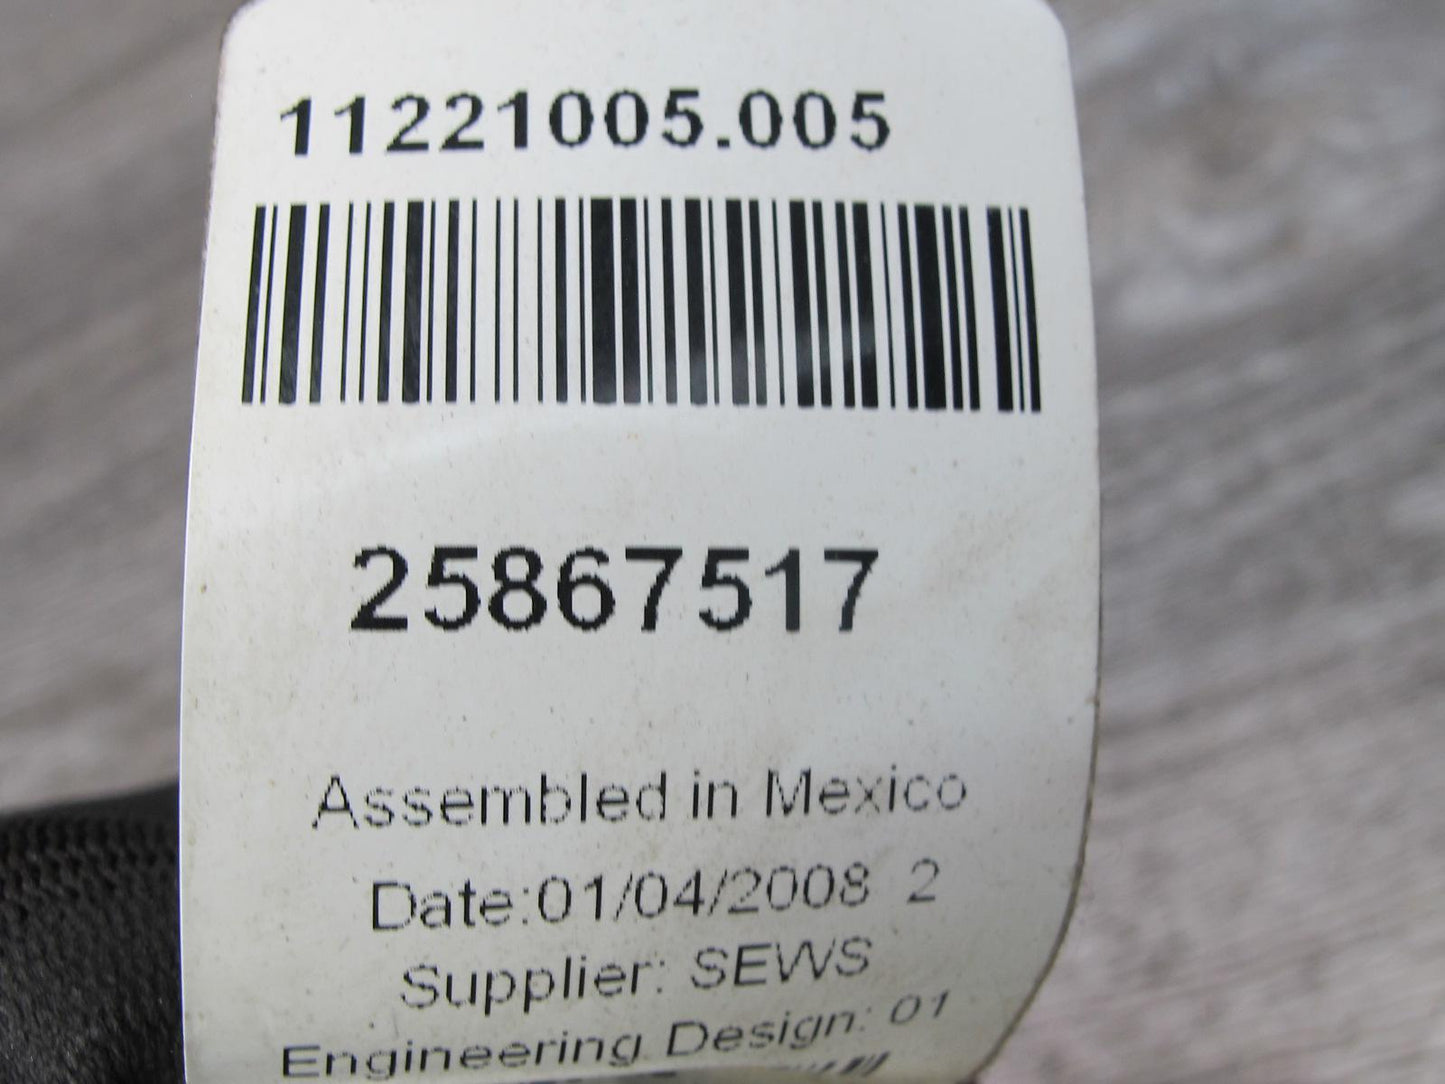 11221005.005
25867517
Assembled in Mexico
Date:01/04/2008 2
Supplier: SEWS
Engineering Design: 01